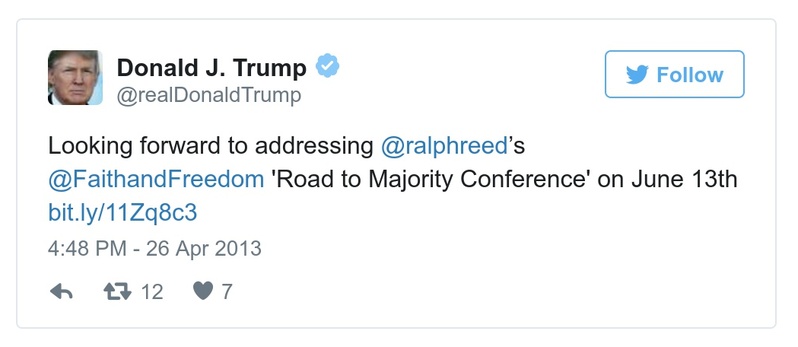 Donald J. Trump
@realDonaldTrump
Follow
Looking forward to addressing @ralphreed’s
@FaithandFreedom 'Road to Majority Conference' on June 13th
bit.ly/11Zq8c3
4:48 PM - 26 Apr 2013
12 7